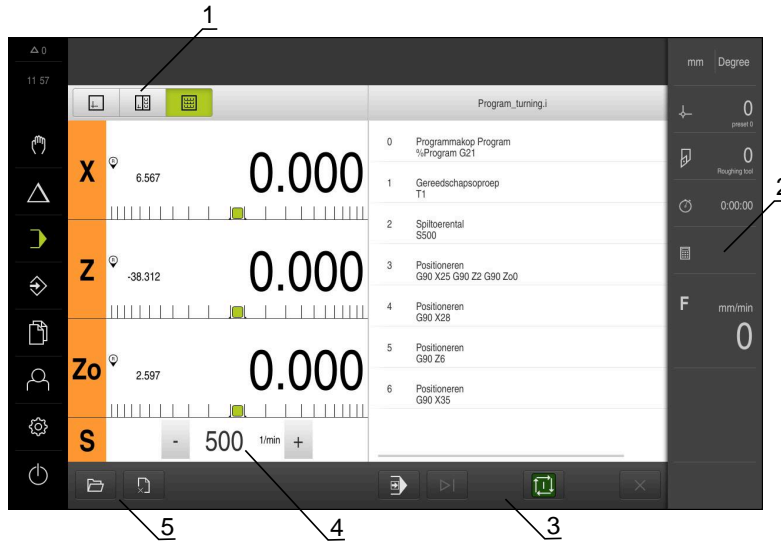 1
0
11 57
mm Degree
Program_turning.i
0
preset 0
0
Roughing tool
0:00:00
2
F mm/min
0
X R 6.567 0.000
Z R -38.312 0.000
Zo R 2.597 0.000
S - 500 1/min +
0 Programmakop Program
%Program G21
1 Gereedschapsoproep
T1
2 Spiltoerental
S500
3 Positioneren
G90 X25 G90 Z2 G90 Zo0
4 Positioneren
G90 X28
5 Positioneren
G90 Z6
6 Positioneren
G90 X35
5
4
3